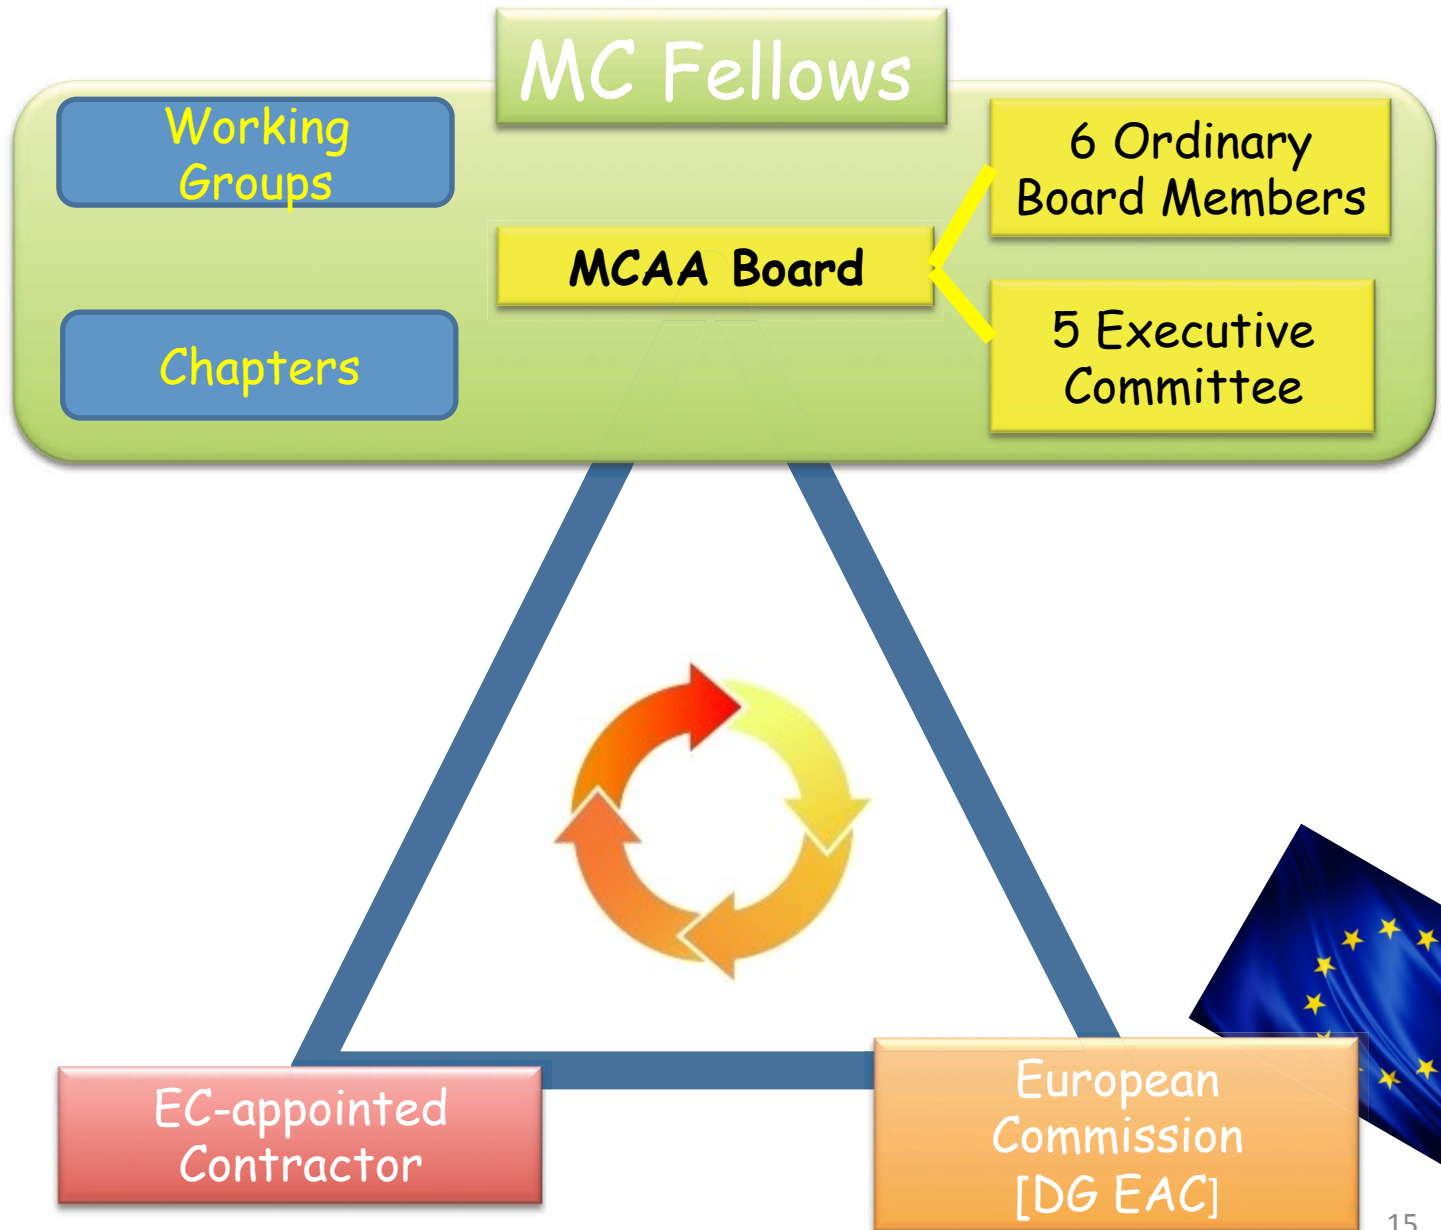 MC Fellows
Working
Groups
6 Ordinary
Board Members
MCAA Board
5 Executive
Committee
Chapters
EC-appointed
Contractor
European
Commission
[DG EAC]
15